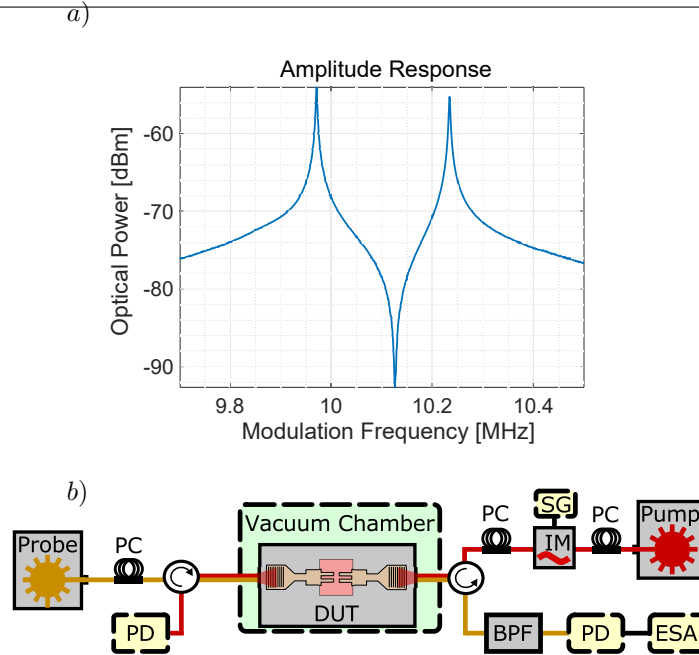 a)
Amplitude Response
Optical Power [dBm]
-60
-70
-80
-90
9.8 10 10.2 10.4
Modulation Frequency [MHz]
b)
Probe
PC
PD
Vacuum Chamber
DUT
PC
SG
IM
PC
Pump
BPF
PD
ESA